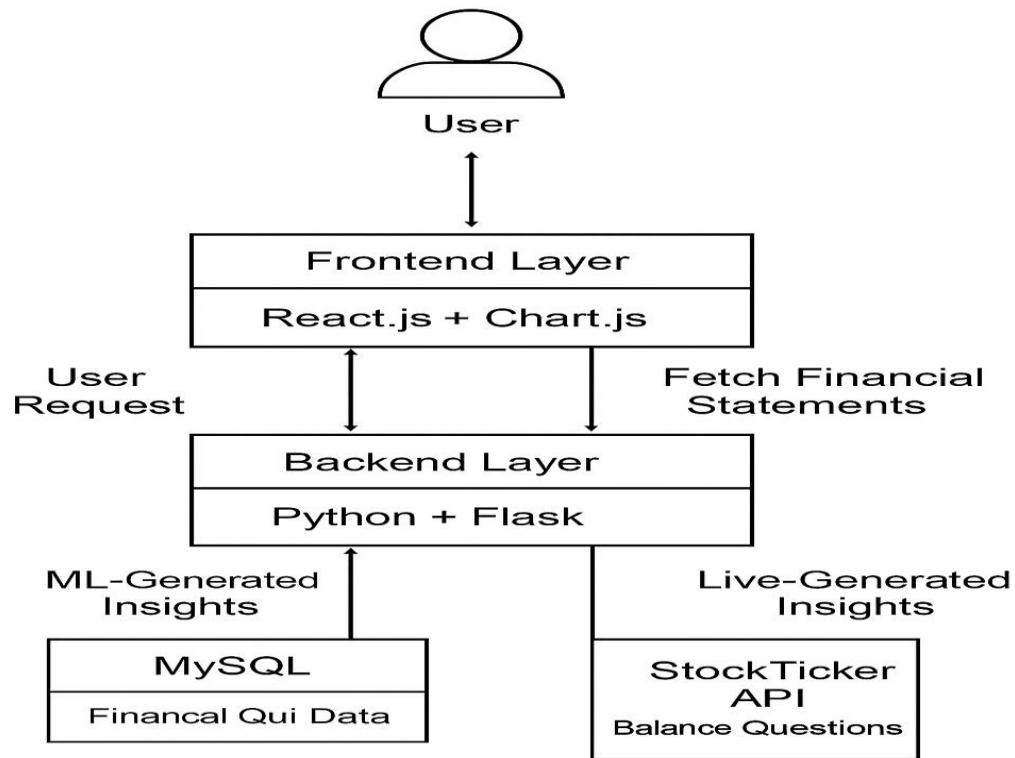 User
Frontend Layer
React.js + Chart.js
User
Request
Fetch Financial
Statements
Backend Layer
Python + Flask
ML-Generated
Insights
Live-Generated
Insights
MySQL
Financal Qui Data
StockTicker
API
Balance Questions